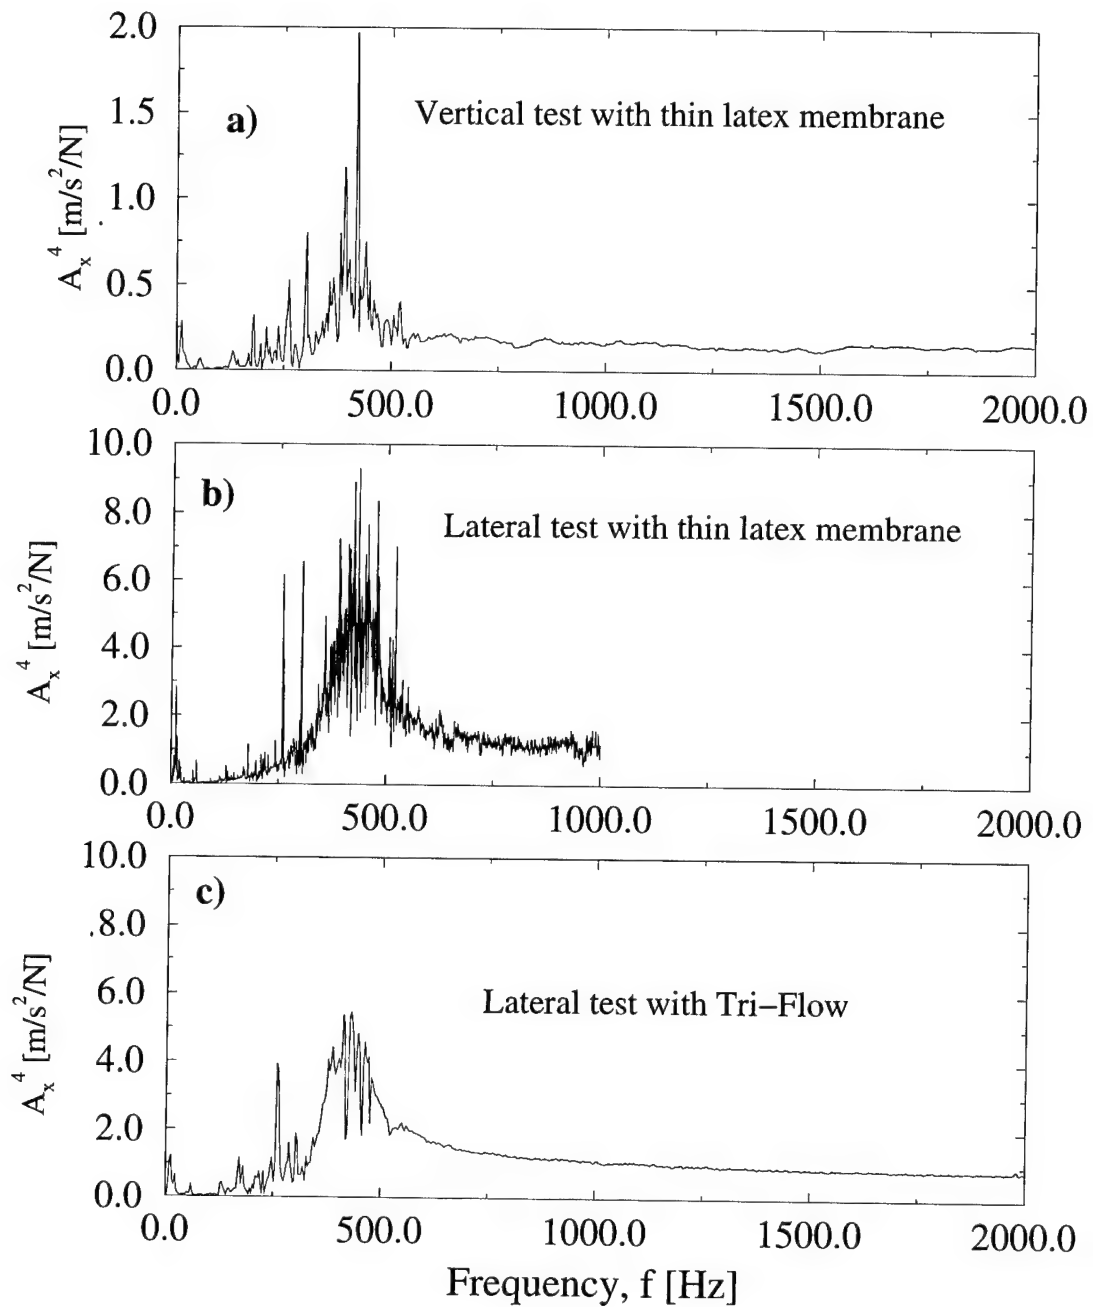 2.0
a)
Vertical test with thin latex membrane
1.5
1.0
0.5
0.0
A_x^4 [m/s^2/N]
0.0 500.0 1000.0 1500.0 2000.0
10.0
b)
Lateral test with thin latex membrane
8.0
6.0
4.0
2.0
0.0
A_x^4 [m/s^2/N]
0.0 500.0 1000.0 1500.0 2000.0
10.0
c)
8.0
6.0
Lateral test with Tri−Flow
4.0
2.0
0.0
A_x^4 [m/s^2/N]
0.0 500.0 1000.0 1500.0 2000.0
Frequency, f [Hz]